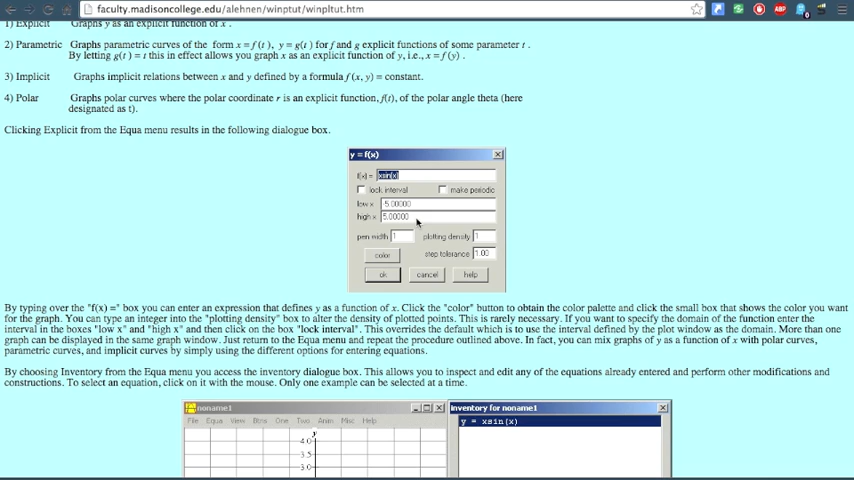 faculty.madisoncollege.edu/alehnen/winptut/winpltut.htm
1) Explicit Graphs y as an explicit function of x .
2) Parametric Graphs parametric curves of the form x = f (t ), y = g(t ) for f and g explicit functions of some parameter t .
By letting g(t ) = t this in effect allows you graph x as an explicit function of y, i.e., x = f (y) .
3) Implicit Graphs implicit relations between x and y defined by a formula f (x, y) = constant.
4) Polar Graphs polar curves where the polar coordinate r is an explicit function, f(t), of the polar angle theta (here
designated as t).
Clicking Explicit from the Equa menu results in the following dialogue box.
y = f(x)
f(x) = xsin(x)
lock interval make periodic
low x -5.00000
high x 5.00000
pen width 1 plotting density 1
color step tolerance 1.00
ok cancel help
By typing over the "f(x) =" box you can enter an expression that defines y as a function of x. Click the "color" button to obtain the color palette and click the small box that shows the color you want
for the graph. You can type an integer into the "plotting density" box to alter the density of plotted points. This is rarely necessary. If you want to specify the domain of the function enter the
interval in the boxes "low x" and "high x" and then click on the box "lock interval". This overrides the default which is to use the interval defined by the plot window as the domain. More than one
graph can be displayed in the same graph window. Just return to the Equa menu and repeat the procedure outlined above. In fact, you can mix graphs of y as a function of x with polar curves,
parametric curves, and implicit curves by simply using the different options for entering equations.
By choosing Inventory from the Equa menu you access the inventory dialogue box. This allows you to inspect and edit any of the equations already entered and perform other modifications and
constructions. To select an equation, click on it with the mouse. Only one example can be selected at a time.
noname1
File Equa View Btns One Two Anim Misc Help
y
4.0
3.5
3.0
inventory for noname1
y = xsin(x)